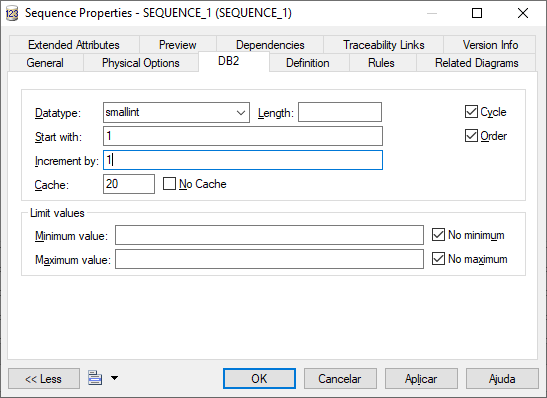 Sequence Properties - SEQUENCE_1 (SEQUENCE_1)
Extended Attributes Preview Dependencies Traceability Links Version Info
General Physical Options DB2 Definition Rules Related Diagrams
Datatype: smallint Length: Cycle
Start with: 1 Order
Increment by: 1
Cache: 20 No Cache
Limit values
Minimum value: No minimum
Maximum value: No maximum
<< Less OK Cancelar Aplicar Ajuda